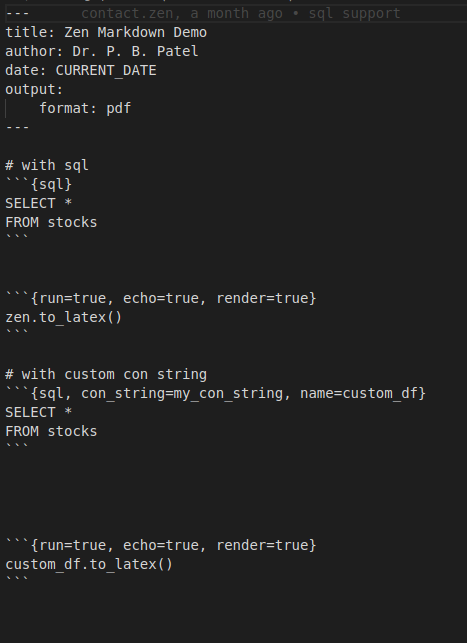 ---      contact.zen, a month ago • sql support
title: Zen Markdown Demo
author: Dr. P. B. Patel
date: CURRENT_DATE
output:
    format: pdf
---
# with sql
```{sql}
SELECT *
FROM stocks
```
```{run=true, echo=true, render=true}
zen.to_latex()
```
# with custom con string
```{sql, con_string=my_con_string, name=custom_df}
SELECT *
FROM stocks
```
```{run=true, echo=true, render=true}
custom_df.to_latex()
```